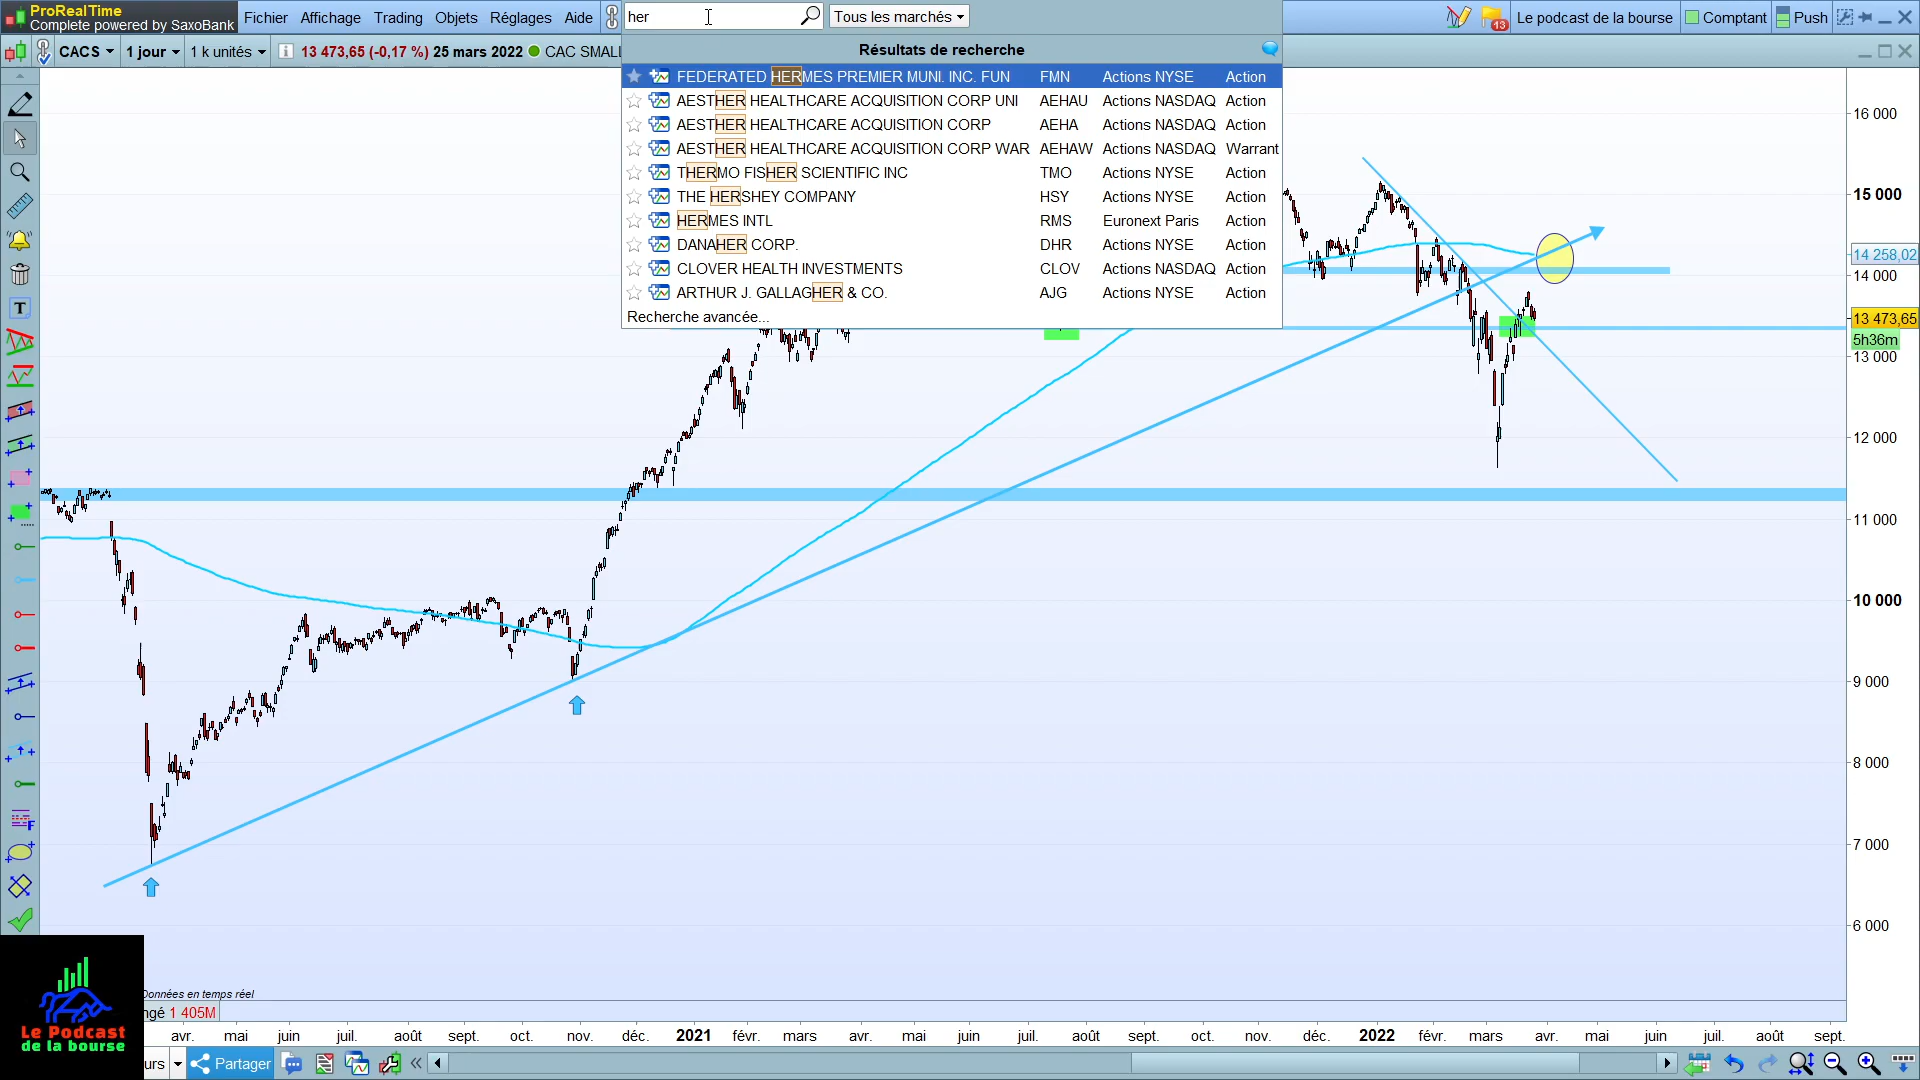 ProRealTime
Complete powered by SaxoBank
Fichier Affichage Trading Objets Réglages Aide
her
Tous les marchés
Le podcast de la bourse
Comptant
Push
13
CACS 1 jour 1 k unités 13 473,65 (-0,17 %) 25 mars 2022 CAC SMALL
Résultats de recherche
FEDERATED HERMES PREMIER MUNI. INC. FUN FMN Actions NYSE Action
AESTHER HEALTHCARE ACQUISITION CORP UNI AEHAU Actions NASDAQ Action
AESTHER HEALTHCARE ACQUISITION CORP AEHA Actions NASDAQ Action
AESTHER HEALTHCARE ACQUISITION CORP WAR AEHAW Actions NASDAQ Warrant
THERMO FISHER SCIENTIFIC INC TMO Actions NYSE Action
THE HERSHEY COMPANY HSY Actions NYSE Action
HERMES INTL RMS Euronext Paris Action
DANAHER CORP. DHR Actions NYSE Action
CLOVER HEALTH INVESTMENTS CLOV Actions NASDAQ Action
ARTHUR J. GALLAGHER & CO. AJG Actions NYSE Action
Recherche avancée...
16 000
15 000
14 258,02
14 000
13 473,65
5h36m
13 000
12 000
11 000
10 000
9 000
8 000
7 000
6 000
T
F
Données en temps réel
ngé 1 405M
Le Podcast
de la bourse
avr. mai juin juil. août sept. oct. nov. déc. 2021 févr. mars avr. mai juin juil. août sept. oct. nov. déc. 2022 févr. mars avr. mai juin juil. août sept.
urs
Partager